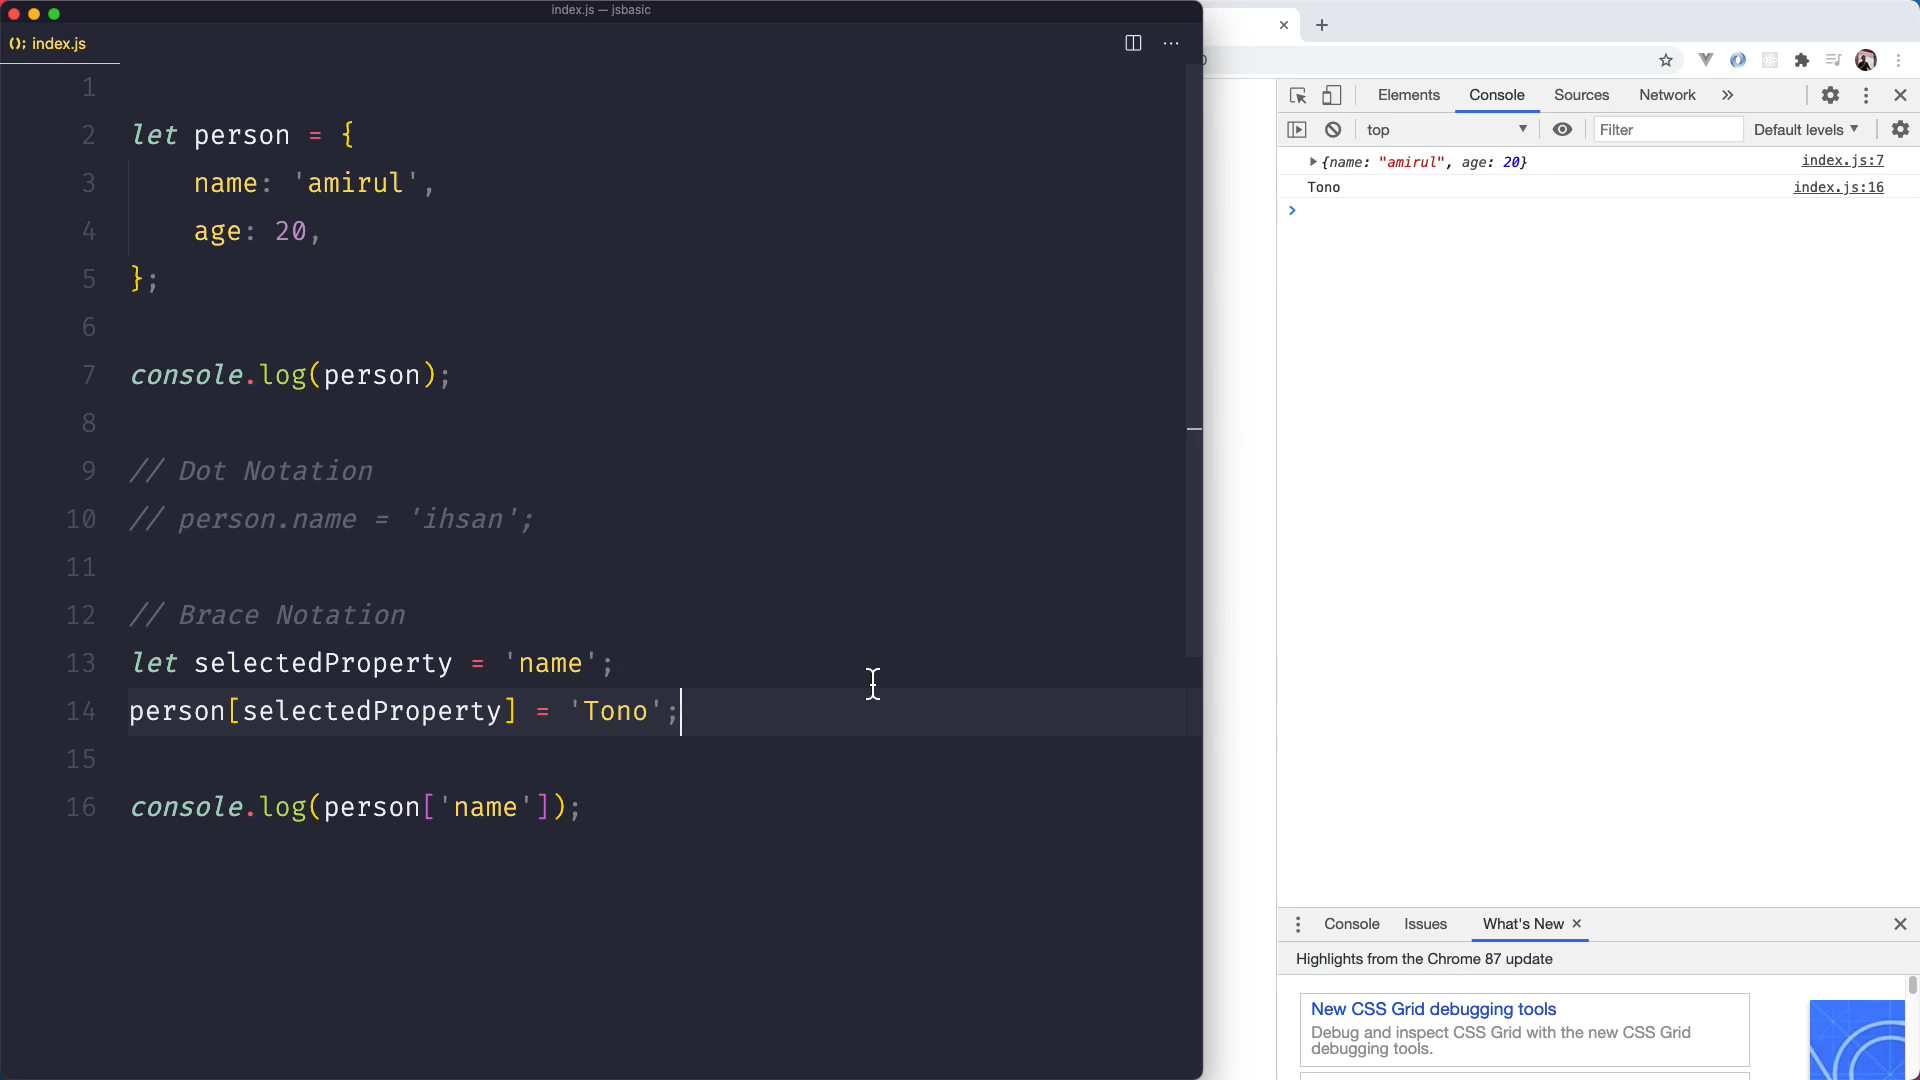 index.js — jsbasic
(); index.js
1
2 let person = {
3 name: 'amirul',
4 age: 20,
5 };
6
7 console.log(person);
8
9 // Dot Notation
10 // person.name = 'ihsan';
11
12 // Brace Notation
13 let selectedProperty = 'name';
14 person[selectedProperty] = 'Tono';
15
16 console.log(person['name']);
Elements Console Sources Network »
top Filter Default levels
{name: "amirul", age: 20} index.js:7
Tono index.js:16
Console Issues What's New
Highlights from the Chrome 87 update
New CSS Grid debugging tools
Debug and inspect CSS Grid with the new CSS Grid
debugging tools.